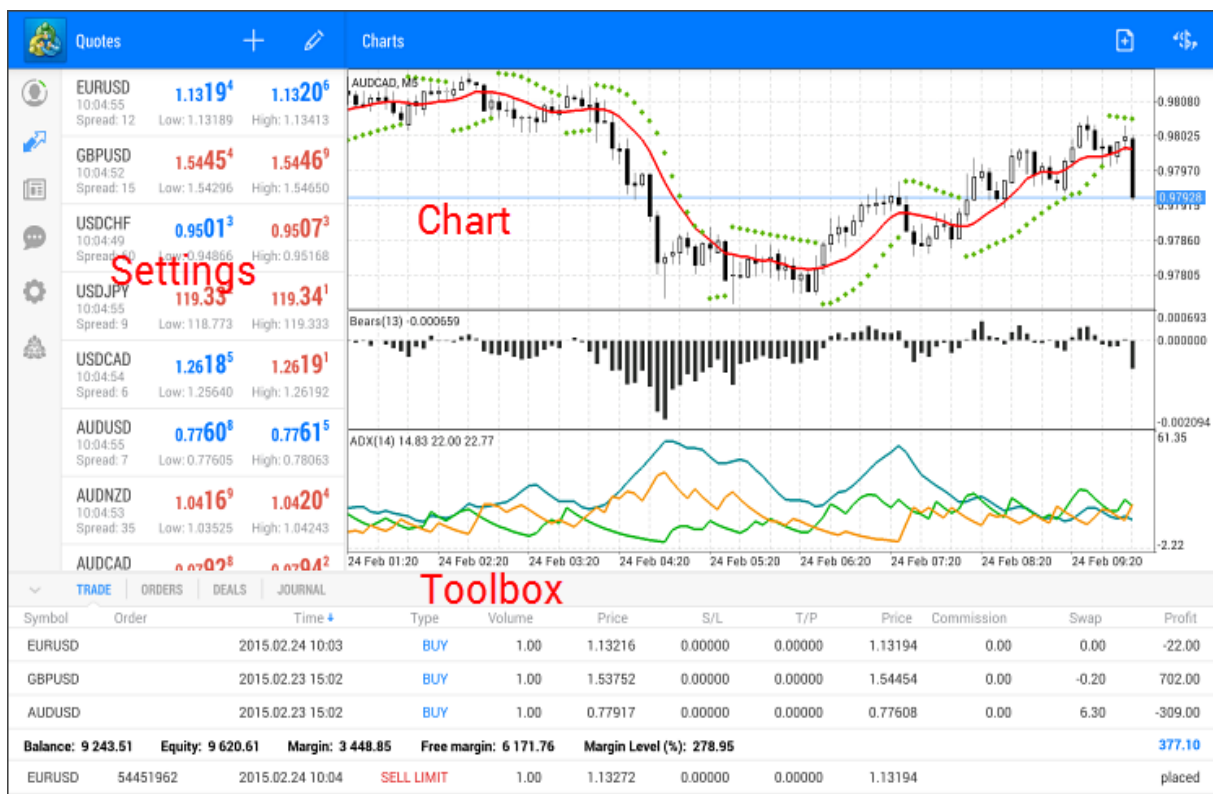 Quotes
Charts
EURUSD 1.13194 1.13206
10:04:55
Spread: 12 Low: 1.13189 High: 1.13413
GBPUSD 1.54454 1.54469
10:04:52
Spread: 15 Low: 1.54296 High: 1.54650
USDCHF 0.95013 0.95073
10:04:49
Spread: 60 Low: 0.94866 High: 0.95168
Settings
USDJPY 119.33 119.341
10:04:55
Spread: 9 Low: 118.773 High: 119.333
USDCAD 1.26185 1.26191
10:04:54
Spread: 6 Low: 1.25640 High: 1.26192
AUDUSD 0.77608 0.77615
10:04:55
Spread: 7 Low: 0.77605 High: 0.78063
AUDNZD 1.04169 1.04204
10:04:53
Spread: 35 Low: 1.03525 High: 1.04243
AUDCAD 0.97928 0.97942
AUDCAD, M5
Chart
0.98080
0.98025
0.97970
0.97928
0.97915
0.97860
0.97805
Bears(13) -0.000659
0.000693
0.000000
-0.002094
ADX(14) 14.83 22.00 22.77
61.35
-2.22
24 Feb 01:20 24 Feb 02:20 24 Feb 03:20 24 Feb 04:20 24 Feb 05:20 24 Feb 06:20 24 Feb 07:20 24 Feb 08:20 24 Feb 09:20
TRADE ORDERS DEALS JOURNAL
Toolbox
Symbol Order Time Type Volume Price S/L T/P Price Commission Swap Profit
EURUSD 2015.02.24 10:03 BUY 1.00 1.13216 0.00000 0.00000 1.13194 0.00 0.00 -22.00
GBPUSD 2015.02.23 15:02 BUY 1.00 1.53752 0.00000 0.00000 1.54454 0.00 -0.20 702.00
AUDUSD 2015.02.23 15:02 BUY 1.00 0.77917 0.00000 0.00000 0.77608 0.00 6.30 -309.00
Balance: 9 243.51 Equity: 9 620.61 Margin: 3 448.85 Free margin: 6 171.76 Margin Level (%): 278.95 377.10
EURUSD 54451962 2015.02.24 10:04 SELL LIMIT 1.00 1.13272 0.00000 0.00000 1.13194 placed